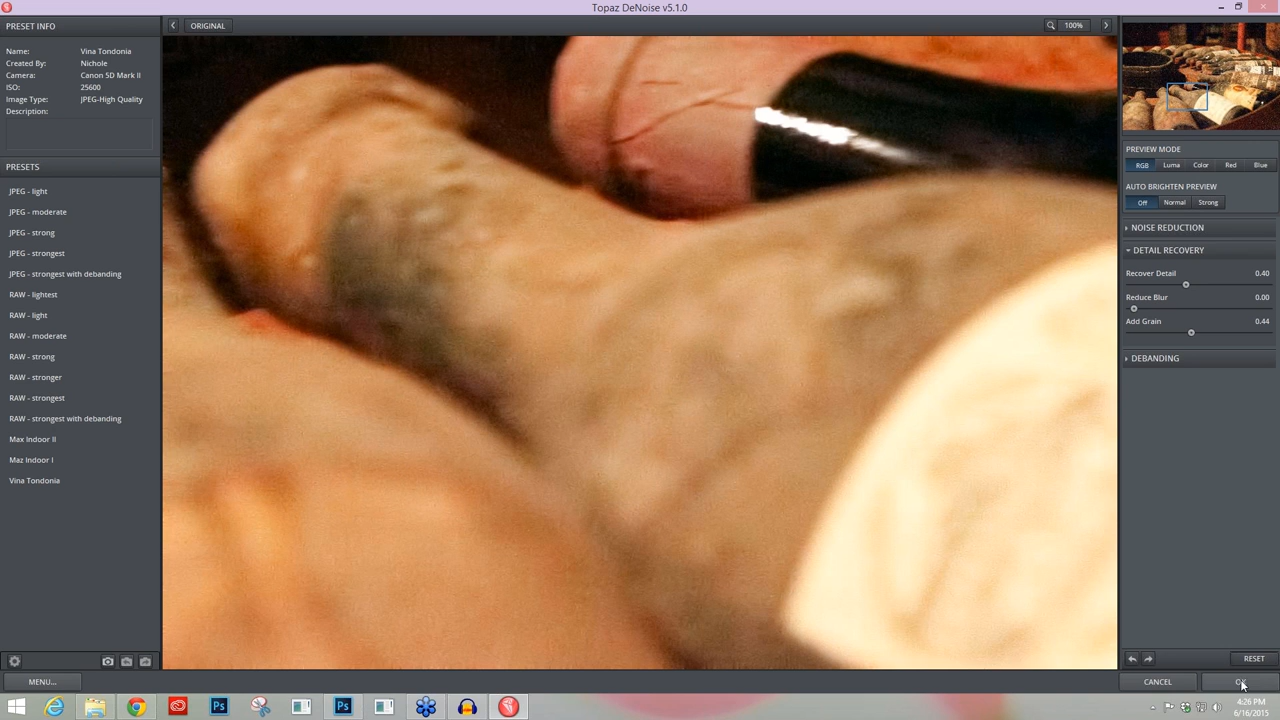 Topaz DeNoise v5.1.0
PRESET INFO
Name: Vina Tondonia
Created By: Nichole
Camera: Canon 5D Mark II
ISO: 25600
Image Type: JPEG-High Quality
Description:
PRESETS
JPEG - light
JPEG - moderate
JPEG - strong
JPEG - strongest
JPEG - strongest with debanding
RAW - lightest
RAW - light
RAW - moderate
RAW - strong
RAW - stronger
RAW - strongest
RAW - strongest with debanding
Max Indoor II
Maz Indoor I
Vina Tondonia
MENU...
ORIGINAL
100%
PREVIEW MODE
RGB Luma Color Red Blue
AUTO BRIGHTEN PREVIEW
Off Normal Strong
NOISE REDUCTION
DETAIL RECOVERY
Recover Detail 0.40
Reduce Blur 0.00
Add Grain 0.44
DEBANDING
RESET
CANCEL
OK
Ps
Ps
4:26 PM
6/16/2015